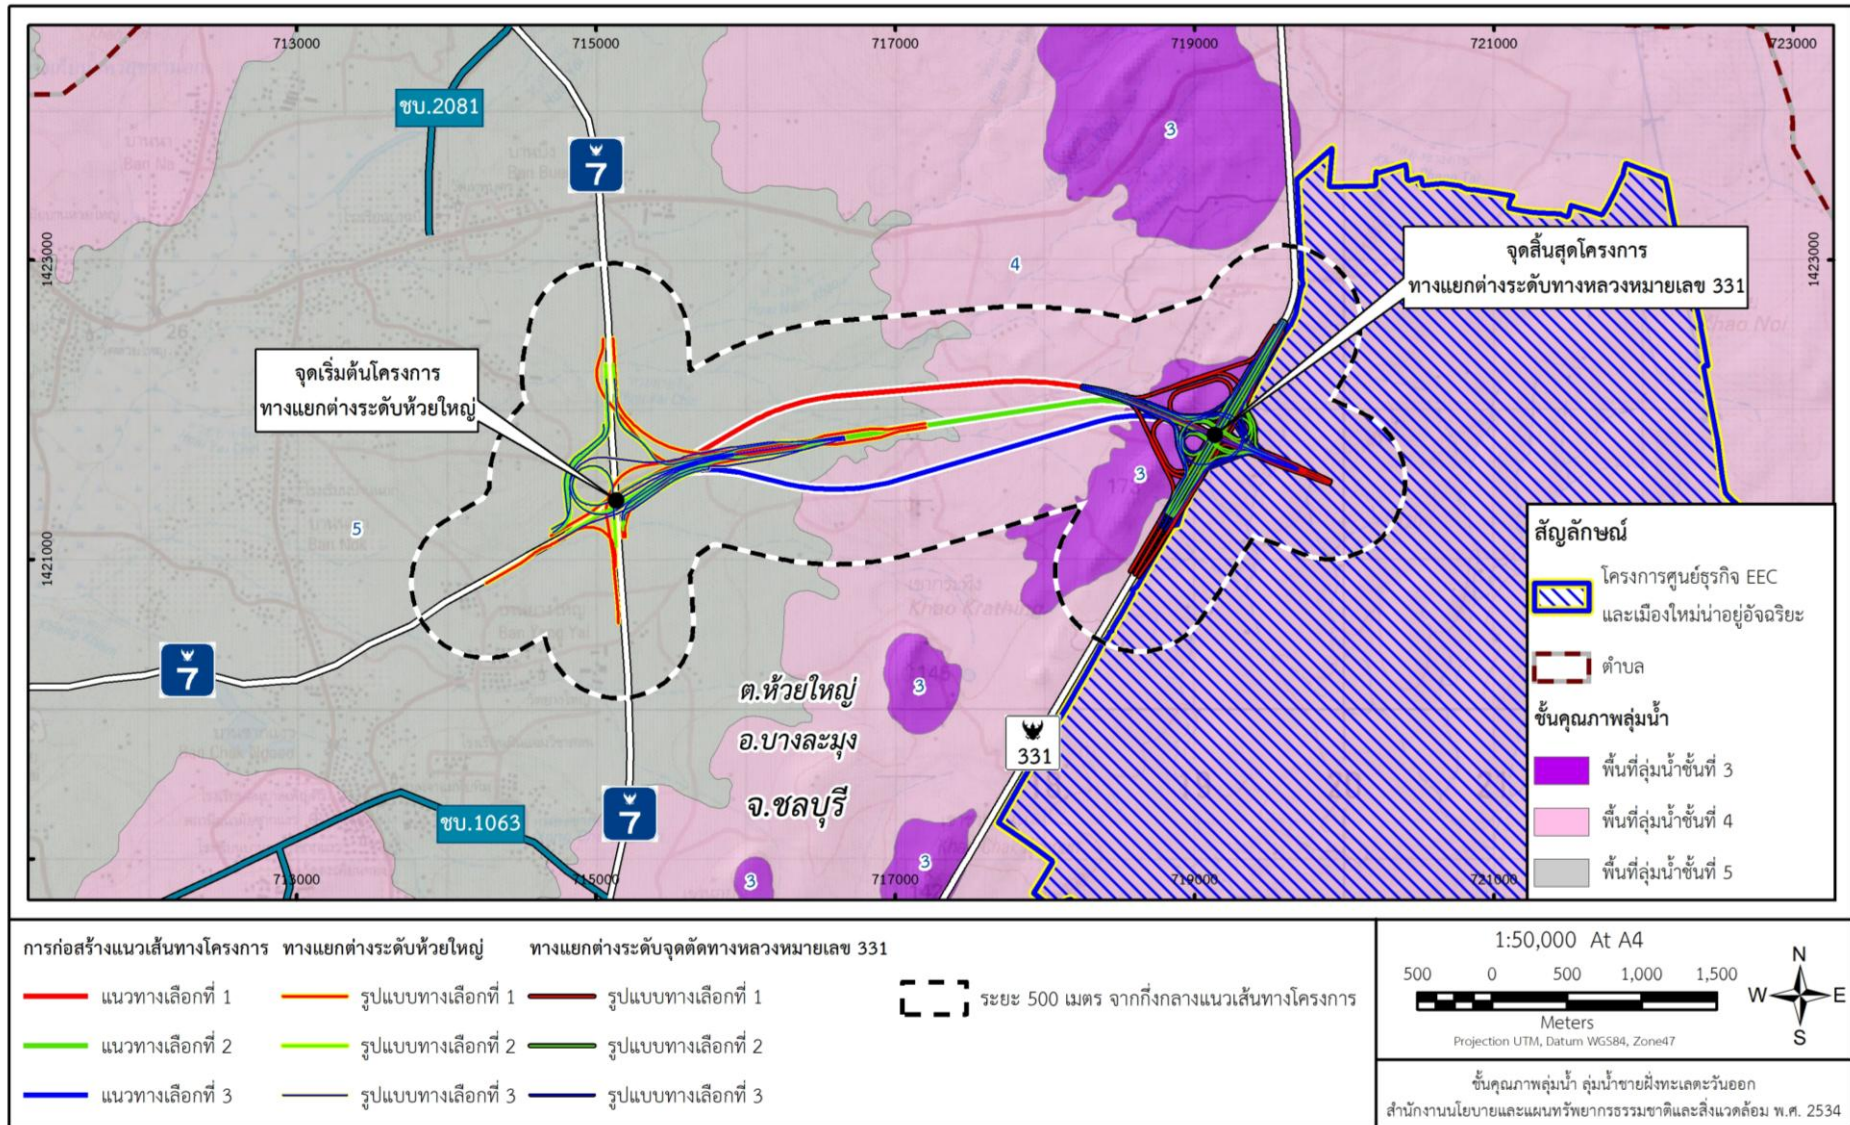 713000
715000
717000
719000
721000
723000
ชบ.2081
7
3
4
1423000
1423000
จุดสิ้นสุดโครงการ
ทางแยกต่างระดับทางหลวงหมายเลข 331
Khao Noi
26
จุดเริ่มต้นโครงการ
ทางแยกต่างระดับห้วยใหญ่
3
5
1421000
เขากระทิง
Khao Krathing
Ban Nok
Ban Yang Yai
7
ต.ห้วยใหญ่
อ.บางละมุง
จ.ชลบุรี
3
331
7
ชบ.1063
3
3
713000
715000
717000
719000
721000
สัญลักษณ์
โครงการศูนย์ธุรกิจ EEC
และเมืองใหม่น่าอยู่อัจฉริยะ
ตำบล
ชั้นคุณภาพลุ่มน้ำ
พื้นที่ลุ่มน้ำชั้นที่ 3
พื้นที่ลุ่มน้ำชั้นที่ 4
พื้นที่ลุ่มน้ำชั้นที่ 5
การก่อสร้างแนวเส้นทางโครงการ
แนวทางเลือกที่ 1
แนวทางเลือกที่ 2
แนวทางเลือกที่ 3
ทางแยกต่างระดับห้วยใหญ่
รูปแบบทางเลือกที่ 1
รูปแบบทางเลือกที่ 2
รูปแบบทางเลือกที่ 3
ทางแยกต่างระดับจุดตัดทางหลวงหมายเลข 331
รูปแบบทางเลือกที่ 1
รูปแบบทางเลือกที่ 2
รูปแบบทางเลือกที่ 3
ระยะ 500 เมตร จากกึ่งกลางแนวเส้นทางโครงการ
1:50,000 At A4
500 0 500 1,000 1,500
Meters
Projection UTM, Datum WGS84, Zone47
N
W E
S
ชั้นคุณภาพลุ่มน้ำ ลุ่มน้ำชายฝั่งทะเลตะวันออก
สำนักงานนโยบายและแผนทรัพยากรธรรมชาติและสิ่งแวดล้อม พ.ศ. 2534